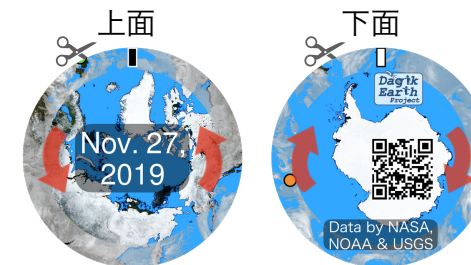 上面
下面
Nov. 27,
2019
Dagik
Earth
Project
Data by NASA,
NOAA & USGS